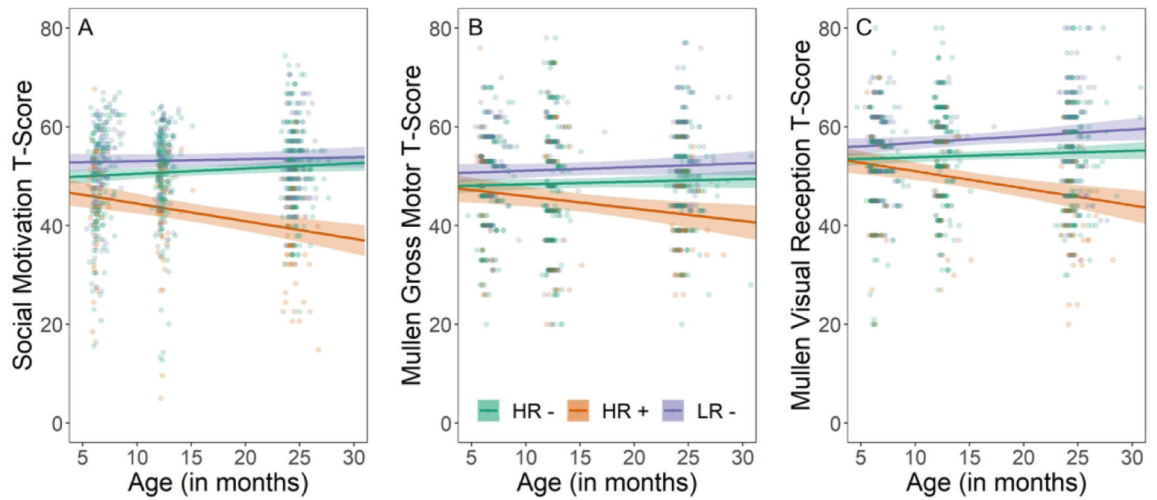 A
Social Motivation T-Score
80
60
40
20
0
5 10 15 20 25 30
Age (in months)
B
Mullen Gross Motor T-Score
80
60
40
20
0
HR - HR + LR -
5 10 15 20 25 30
Age (in months)
C
Mullen Visual Reception T-Score
80
60
40
20
0
5 10 15 20 25 30
Age (in months)